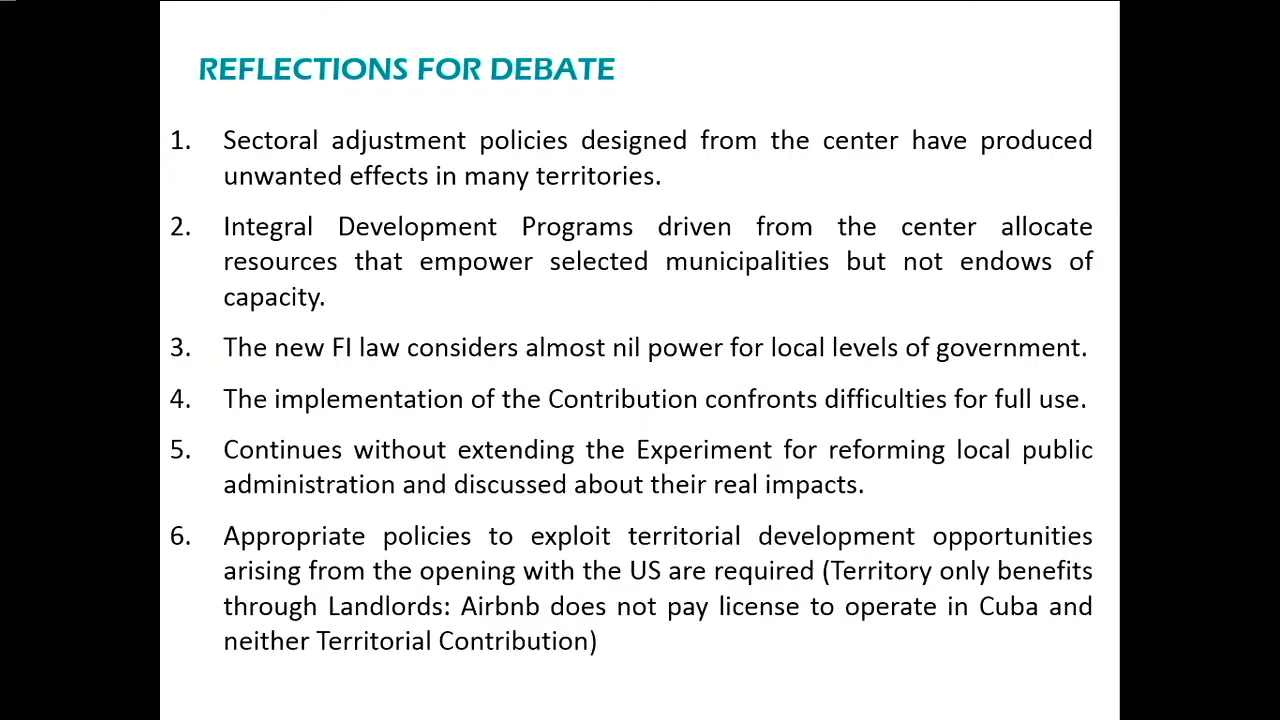 REFLECTIONS FOR DEBATE
1. Sectoral adjustment policies designed from the center have produced
unwanted effects in many territories.
2. Integral Development Programs driven from the center allocate
resources that empower selected municipalities but not endows of
capacity.
3. The new FI law considers almost nil power for local levels of government.
4. The implementation of the Contribution confronts difficulties for full use.
5. Continues without extending the Experiment for reforming local public
administration and discussed about their real impacts.
6. Appropriate policies to exploit territorial development opportunities
arising from the opening with the US are required (Territory only benefits
through Landlords: Airbnb does not pay license to operate in Cuba and
neither Territorial Contribution)